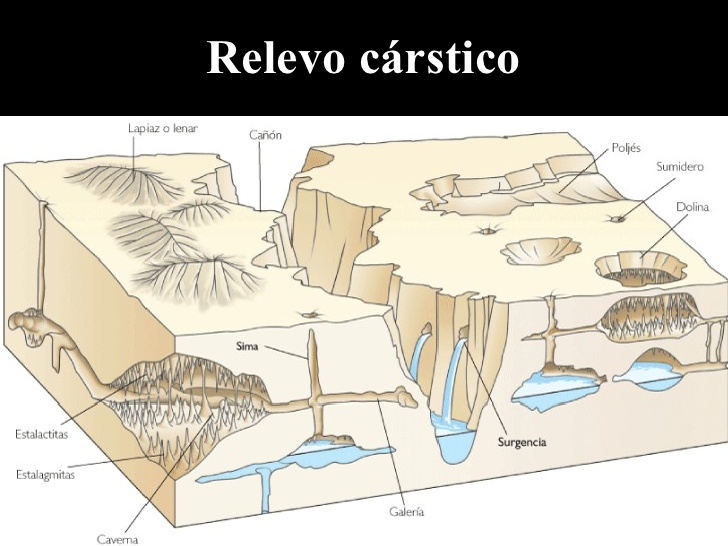 Relevo cárstico
Lapiaz o lenar
Cañón
Poljés
Sumidero
Dolina
Sima
Estalactitas
Surgencia
Estalagmitas
Galería
Caverna